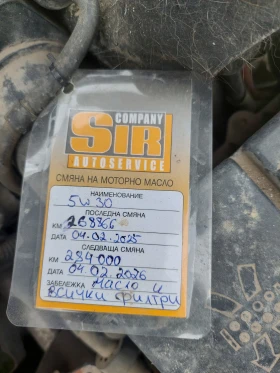 COMPANY
SIR
AUTOSERVICE
СМЯНА НА МОТОРНО МАСЛО
НАИМЕНОВАНИЕ
5W30
ПОСЛЕДНА СМЯНА
КМ 268866
ДАТА 04.02.2025
СЛЕДВАЩА СМЯНА
КМ 284000
ДАТА 04.02.2026
ЗАБЕЛЕЖКА Масло и
всички филтри